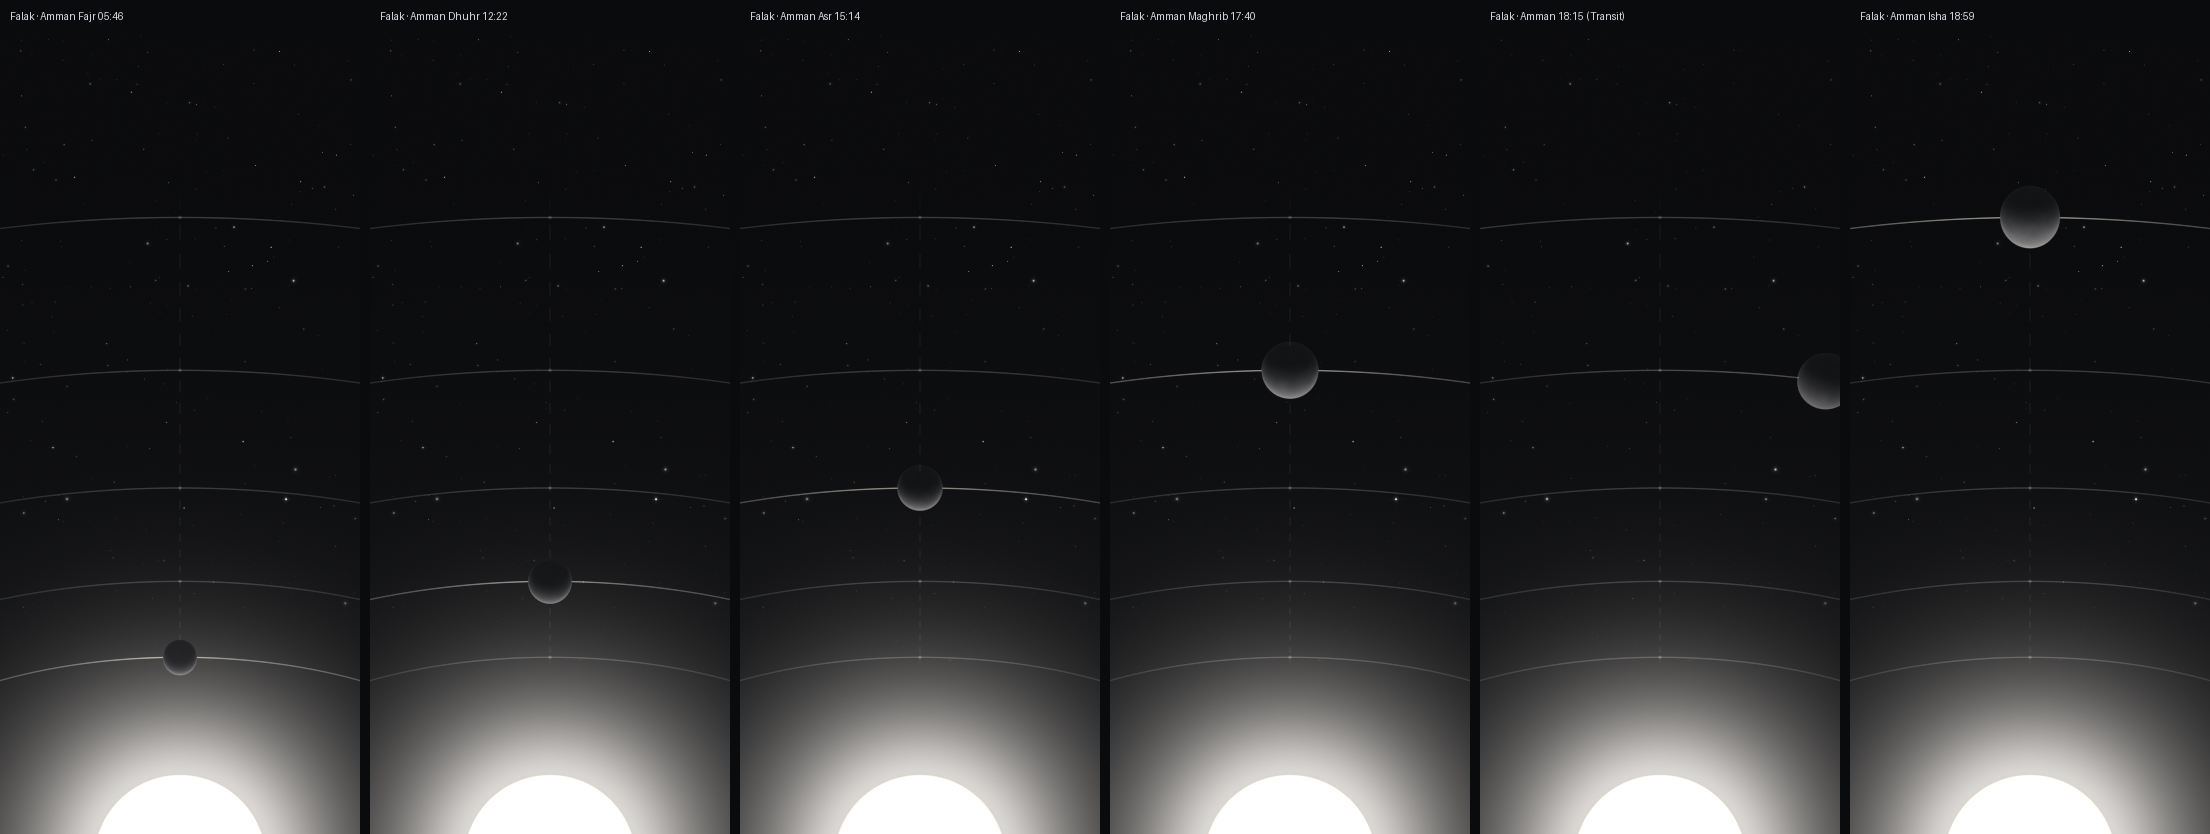 Falak · Amman Fajr 05:46
Falak · Amman Dhuhr 12:22
Falak · Amman Asr 15:14
Falak · Amman Maghrib 17:40
Falak · Amman 18:15 (Transit)
Falak · Amman Isha 18:59